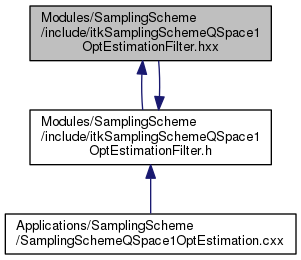 Modules/SamplingScheme
/include/itkSamplingSchemeQSpace1
OptEstimationFilter.hxx
Modules/SamplingScheme
/include/itkSamplingSchemeQSpace1
OptEstimationFilter.h
Applications/SamplingScheme
/SamplingSchemeQSpace1OptEstimation.cxx